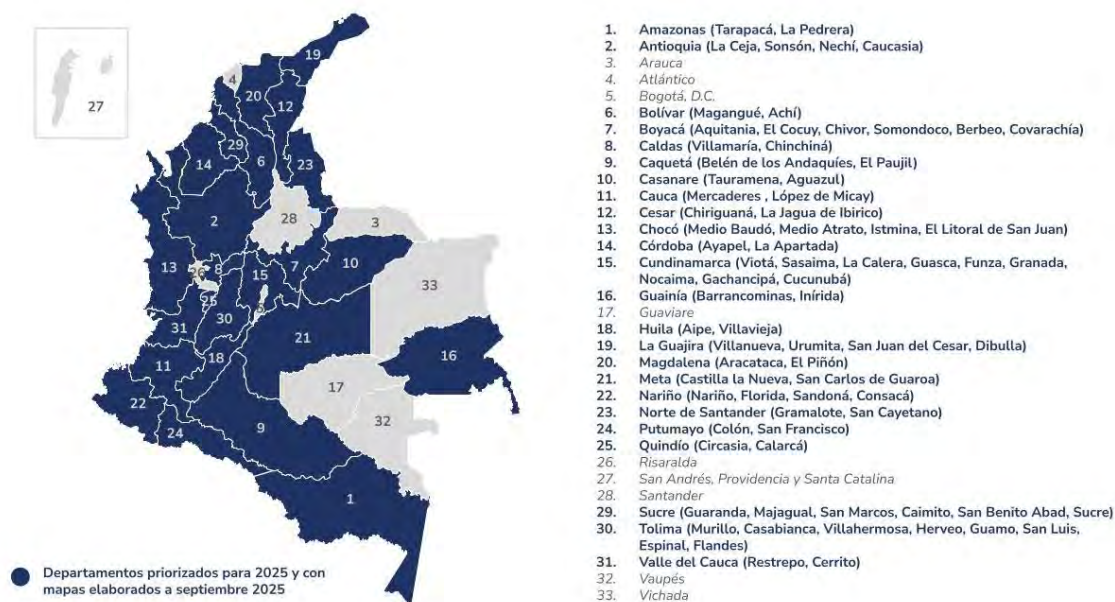 19
4
27
20
12
29
14
6
23
28
2
3
13
26
8
15
7
10
33
25
5
31
30
21
16
11
18
17
22
32
24
9
1
Departamentos priorizados para 2025 y con
mapas elaborados a septiembre 2025
1. Amazonas (Tarapacá, La Pedrera)
2. Antioquia (La Ceja, Sonsón, Nechí, Caucasia)
3. Arauca
4. Atlántico
5. Bogotá, D.C.
6. Bolívar (Magangué, Achí)
7. Boyacá (Aquitania, El Cocuy, Chivor, Somondoco, Berbeo, Covarachía)
8. Caldas (Villamaría, Chinchiná)
9. Caquetá (Belén de los Andaquíes, El Paujil)
10. Casanare (Tauramena, Aguazul)
11. Cauca (Mercaderes , López de Micay)
12. Cesar (Chiriguaná, La Jagua de Ibirico)
13. Chocó (Medio Baudó, Medio Atrato, Istmina, El Litoral de San Juan)
14. Córdoba (Ayapel, La Apartada)
15. Cundinamarca (Viotá, Sasaima, La Calera, Guasca, Funza, Granada,
Nocaima, Gachancipá, Cucunubá)
16. Guainía (Barrancominas, Inírida)
17. Guaviare
18. Huila (Aipe, Villavieja)
19. La Guajira (Villanueva, Urumita, San Juan del Cesar, Dibulla)
20. Magdalena (Aracataca, El Piñón)
21. Meta (Castilla la Nueva, San Carlos de Guaroa)
22. Nariño (Nariño, Florida, Sandoná, Consacá)
23. Norte de Santander (Gramalote, San Cayetano)
24. Putumayo (Colón, San Francisco)
25. Quindío (Circasia, Calarcá)
26. Risaralda
27. San Andrés, Providencia y Santa Catalina
28. Santander
29. Sucre (Guaranda, Majagual, San Marcos, Caimito, San Benito Abad, Sucre)
30. Tolima (Murillo, Casabianca, Villahermosa, Herveo, Guamo, San Luis,
Espinal, Flandes)
31. Valle del Cauca (Restrepo, Cerrito)
32. Vaupés
33. Vichada